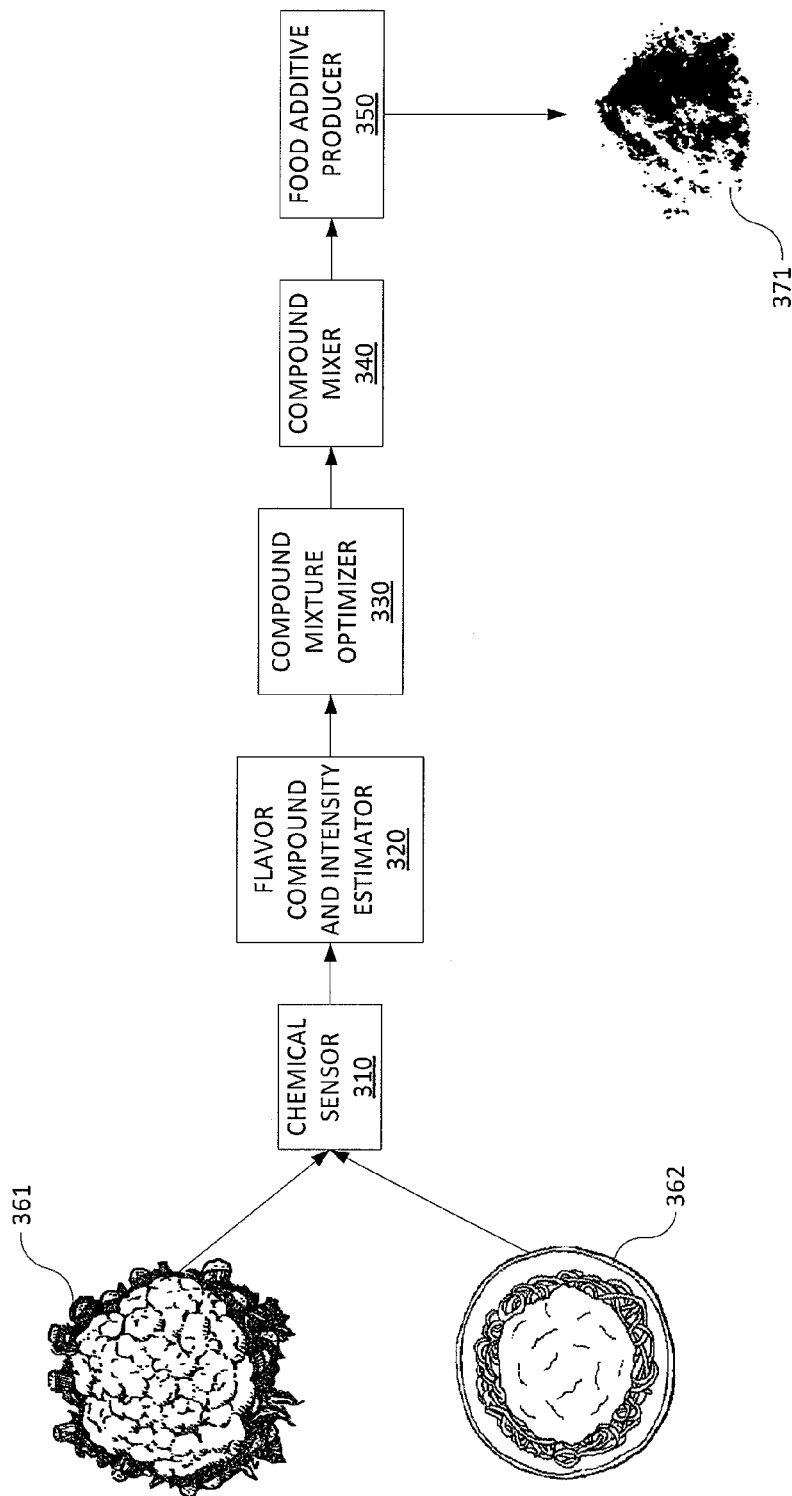 361
362
CHEMICAL
SENSOR
310
FLAVOR
COMPOUND
AND INTENSITY
ESTIMATOR
320
COMPOUND
MIXTURE
OPTIMIZER
330
COMPOUND
MIXER
340
FOOD ADDITIVE
PRODUCER
350
371